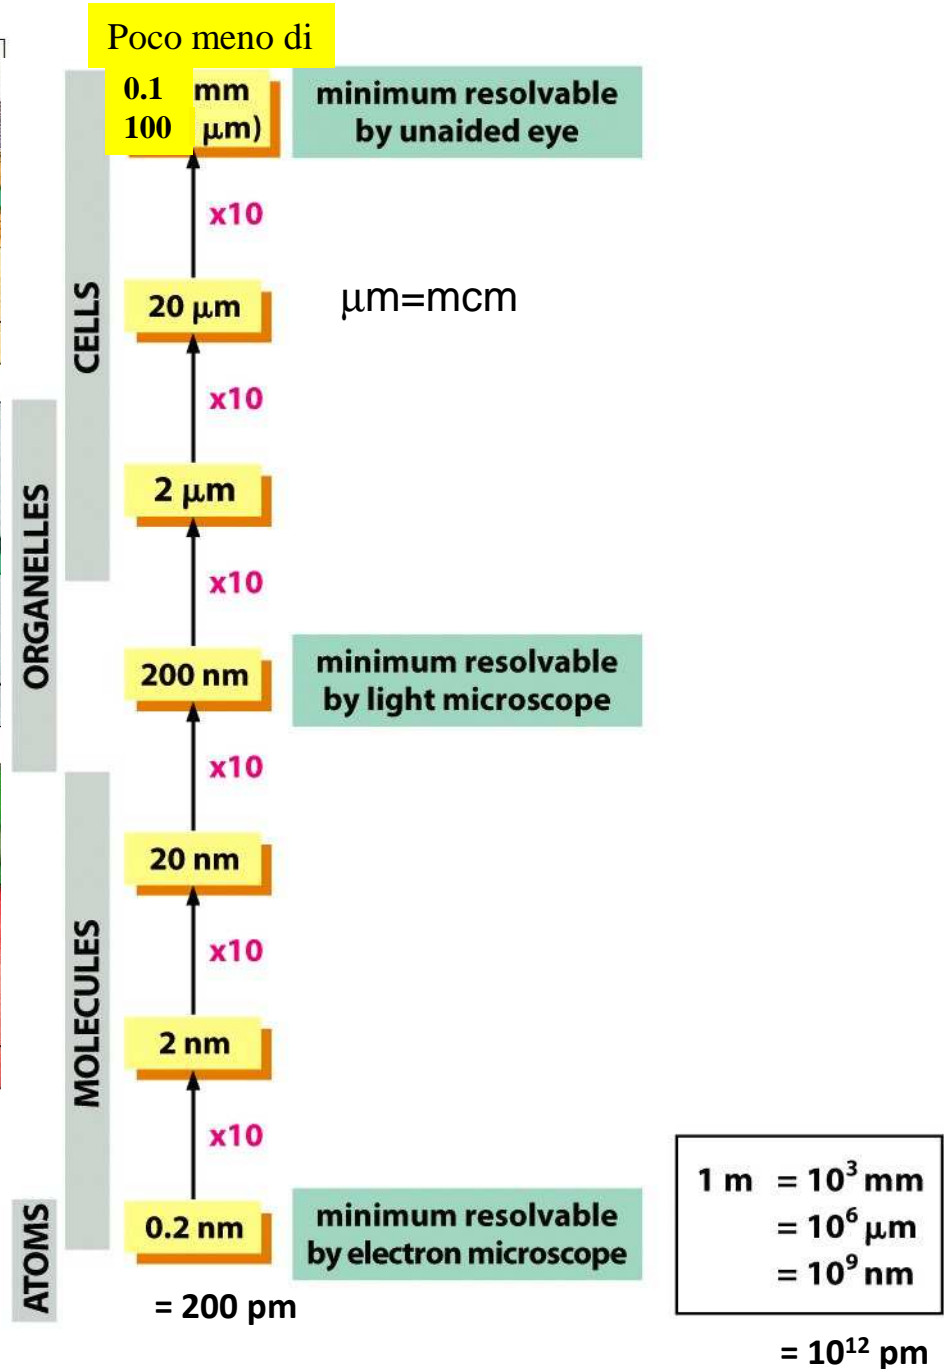 Poco meno di
0.1 mm
100 μm)
minimum resolvable
by unaided eye
x10
CELLS
20 μm
μm=mcm
x10
ORGANELLES
2 μm
x10
200 nm
minimum resolvable
by light microscope
x10
MOLECULES
20 nm
x10
2 nm
x10
ATOMS
0.2 nm
minimum resolvable
by electron microscope
= 200 pm
1 m = 10³ mm
= 10⁶ μm
= 10⁹ nm
= 10¹² pm